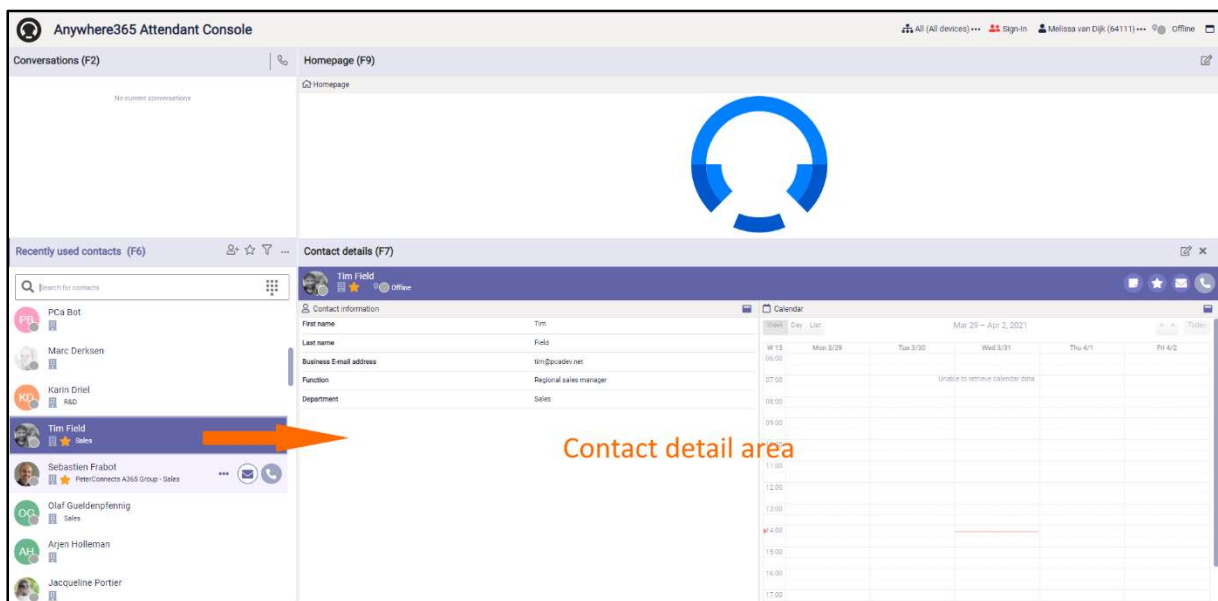 Anywhere365 Attendant Console
All (All devices) ••• Sign-In Melissa van Dijk (64111) ••• Offline
Conversations (F2)
No current conversations
Homepage (F9)
Homepage
Recently used contacts (F6)
Search for contacts
PB
PCa Bot
Marc Derksen
KD
Karin Driel
R&D
Tim Field
Sales
Sebastien Frabot
PeterConnects A365 Group - Sales
OG
Olaf Gueldenpfennig
Sales
AH
Arjen Holleman
Jacqueline Portier
Contact details (F7)
Tim Field
Offline
Contact information
First name Tim
Last name Field
Business E-mail address tim@pcadev.net
Function Regional sales manager
Department Sales
Contact detail area
Calendar
Week Day List Mar 29 – Apr 2, 2021 < > Today
W 13 Mon 3/29 Tue 3/30 Wed 3/31 Thu 4/1 Fri 4/2
06:00
07:00 Unable to retrieve calendar data
08:00
09:00
11:00
12:00
13:00
14:00
15:00
16:00
17:00